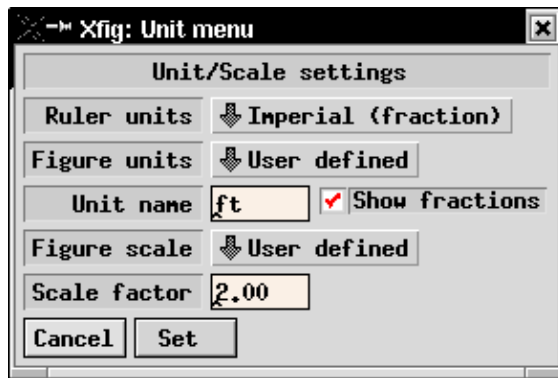 Xfig: Unit menu
Unit/Scale settings
Ruler units Imperial (fraction)
Figure units User defined
Unit name ft Show fractions
Figure scale User defined
Scale factor 2.00
Cancel Set